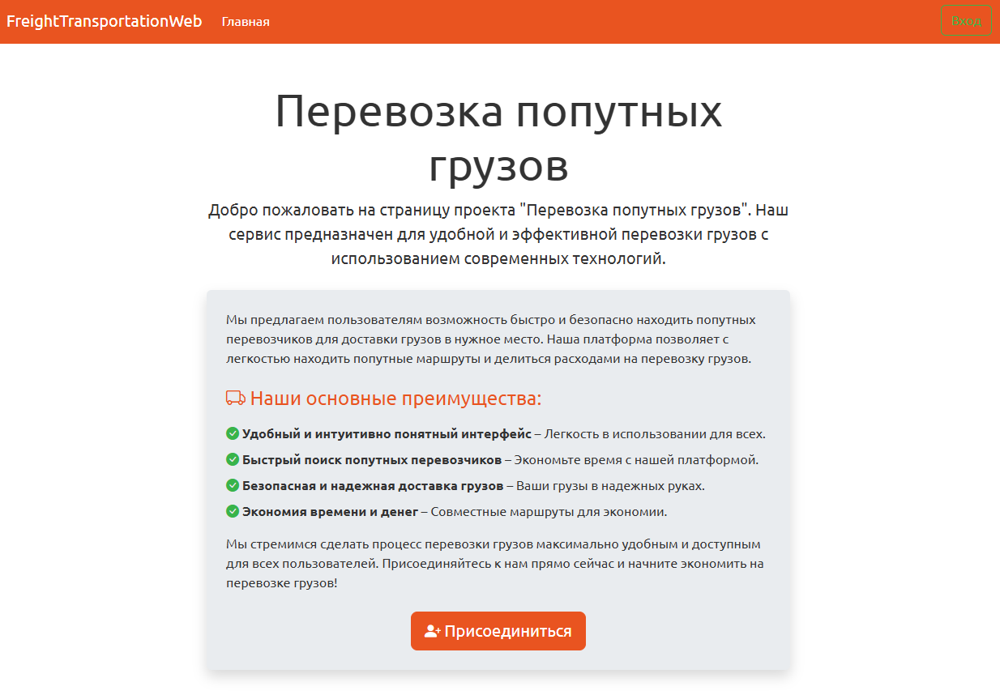 FreightTransportationWeb Главная Вход
Перевозка попутных
грузов
Добро пожаловать на страницу проекта "Перевозка попутных грузов". Наш
сервис предназначен для удобной и эффективной перевозки грузов с
использованием современных технологий.
Мы предлагаем пользователям возможность быстро и безопасно находить попутных
перевозчиков для доставки грузов в нужное место. Наша платформа позволяет с
легкостью находить попутные маршруты и делиться расходами на перевозку грузов.
Наши основные преимущества:
Удобный и интуитивно понятный интерфейс – Легкость в использовании для всех.
Быстрый поиск попутных перевозчиков – Экономьте время с нашей платформой.
Безопасная и надежная доставка грузов – Ваши грузы в надежных руках.
Экономия времени и денег – Совместные маршруты для экономии.
Мы стремимся сделать процесс перевозки грузов максимально удобным и доступным
для всех пользователей. Присоединяйтесь к нам прямо сейчас и начните экономить на
перевозке грузов!
Присоединиться